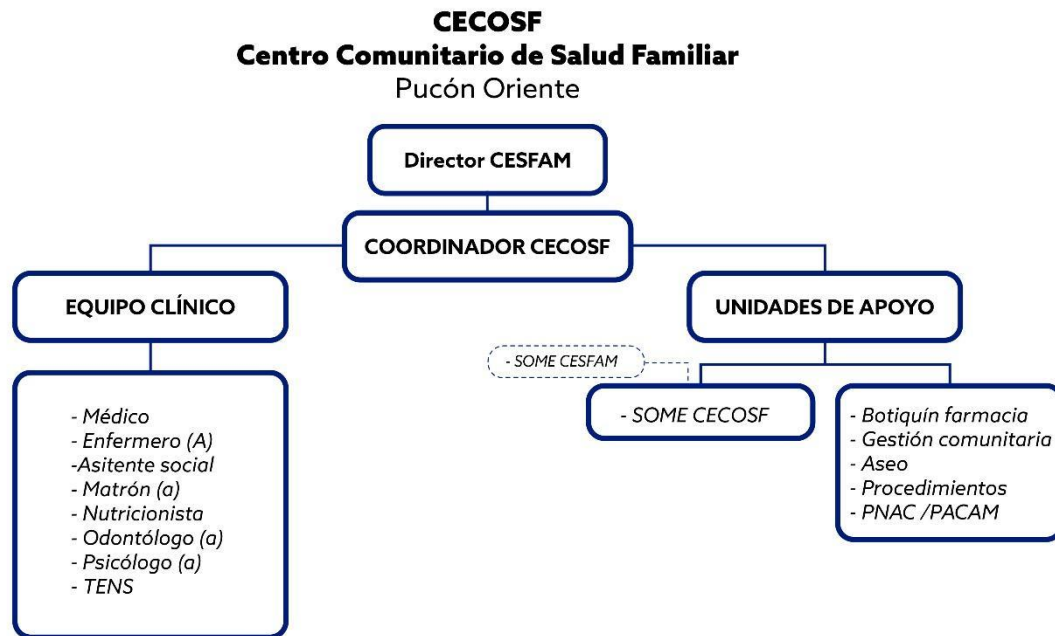 CECOSF
Centro Comunitario de Salud Familiar
Pucón Oriente
Director CESFAM
COORDINADOR CECOSF
EQUIPO CLÍNICO
UNIDADES DE APOYO
- SOME CESFAM
- SOME CECOSF
- Médico
- Enfermero (A)
-Asitente social
- Matrón (a)
- Nutricionista
- Odontólogo (a)
- Psicólogo (a)
- TENS
- Botiquín farmacia
- Gestión comunitaria
- Aseo
- Procedimientos
- PNAC /PACAM